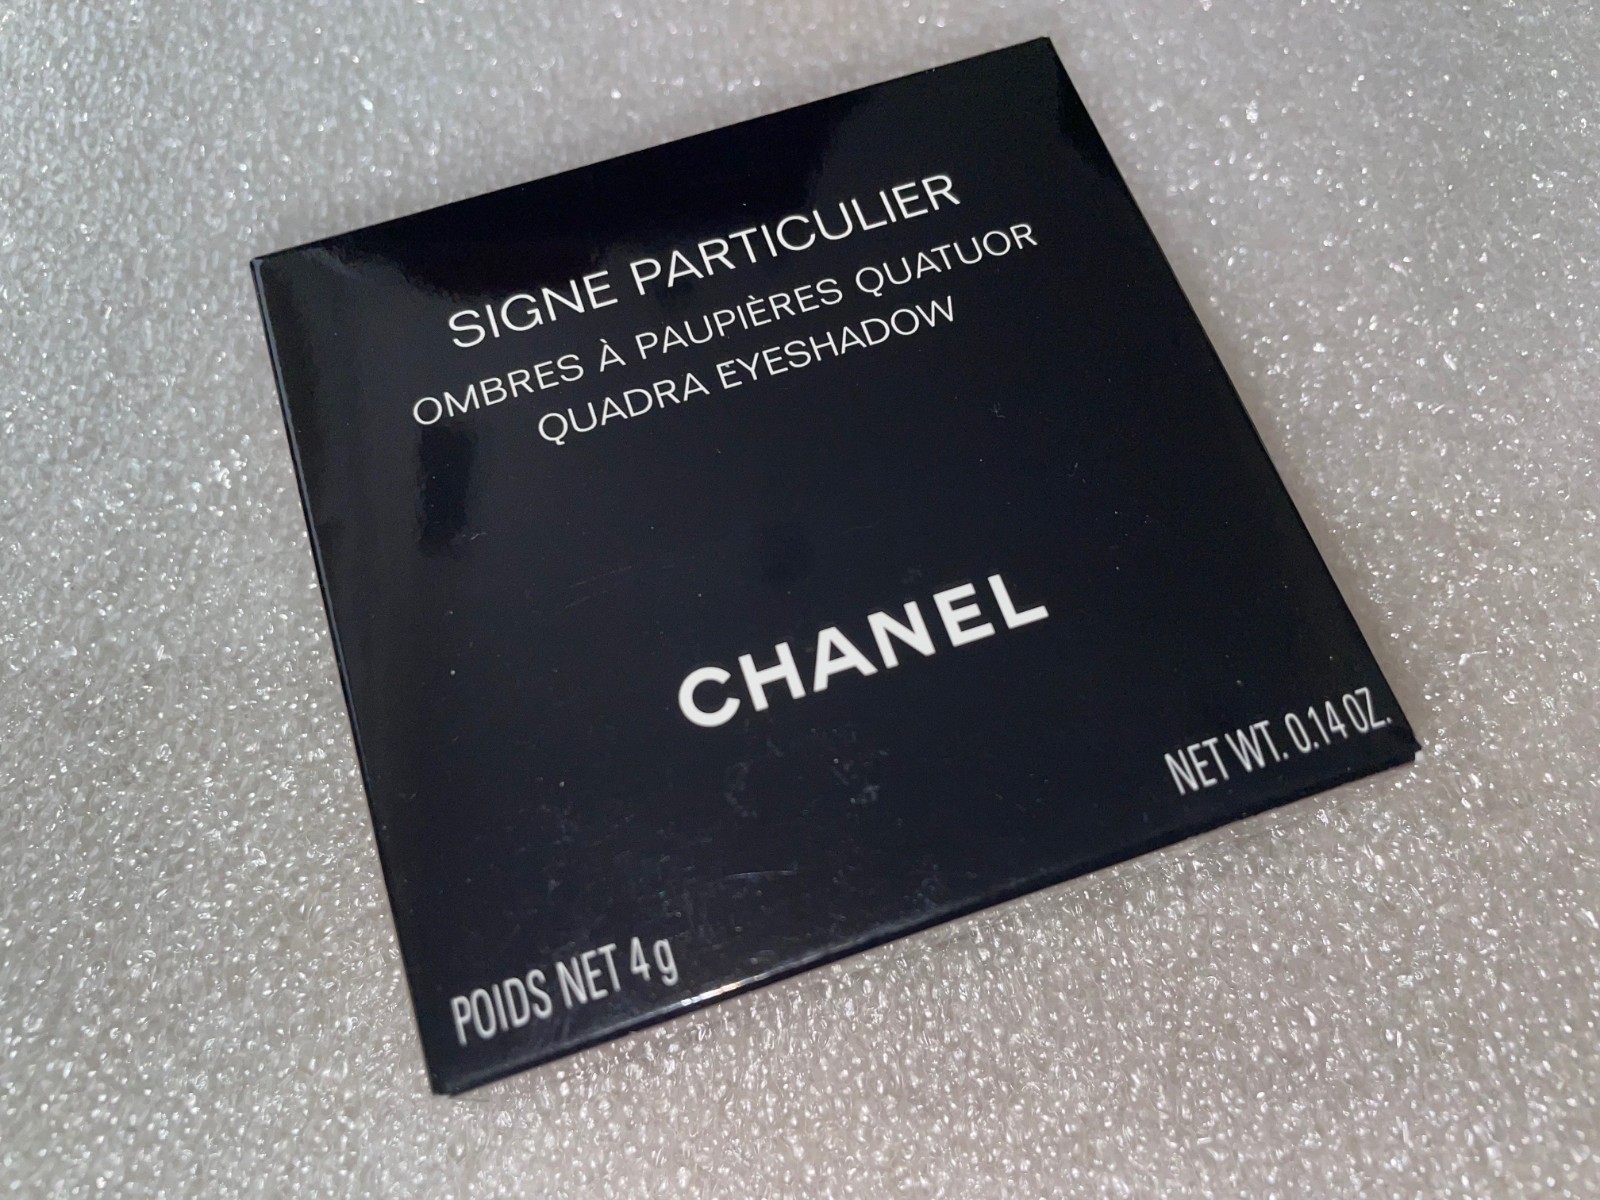 SIGNE PARTICULIER
OMBRES À PAUPIÈRES QUATUOR
QUADRA EYESHADOW
CHANEL
POIDS NET 4 g
NET WT. 0.14 OZ.